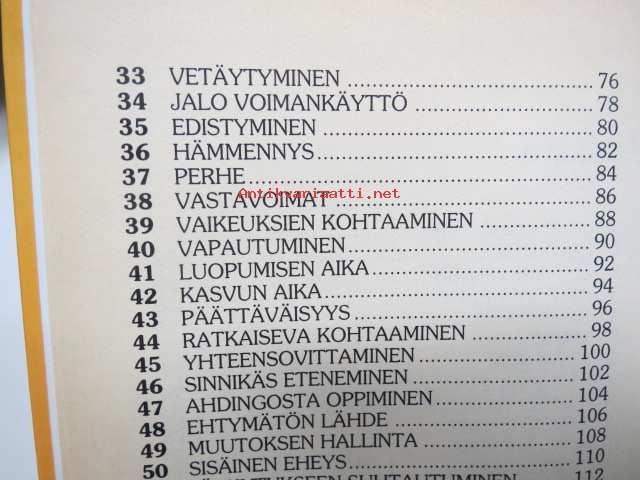 33 VETÄYTYMINEN 76
34 JALO VOIMANKÄYTTÖ 78
35 EDISTYMINEN 80
36 HÄMMENNYS 82
37 PERHE 84
Antikvariaatti.net
38 VASTAVOIMAT 86
39 VAIKEUKSIEN KOHTAAMINEN 88
40 VAPAUTUMINEN 90
41 LUOPUMISEN AIKA 92
42 KASVUN AIKA 94
43 PÄÄTTÄVÄISYYS 96
44 RATKAISEVA KOHTAAMINEN 98
45 YHTEENSOVITTAMINEN 100
46 SINNIKÄS ETENEMINEN 102
47 AHDINGOSTA OPPIMINEN 104
48 EHTYMÄTÖN LÄHDE 106
49 MUUTOKSEN HALLINTA 108
50 SISÄINEN EHEYS 110
SUHTAUTUMINEN 112